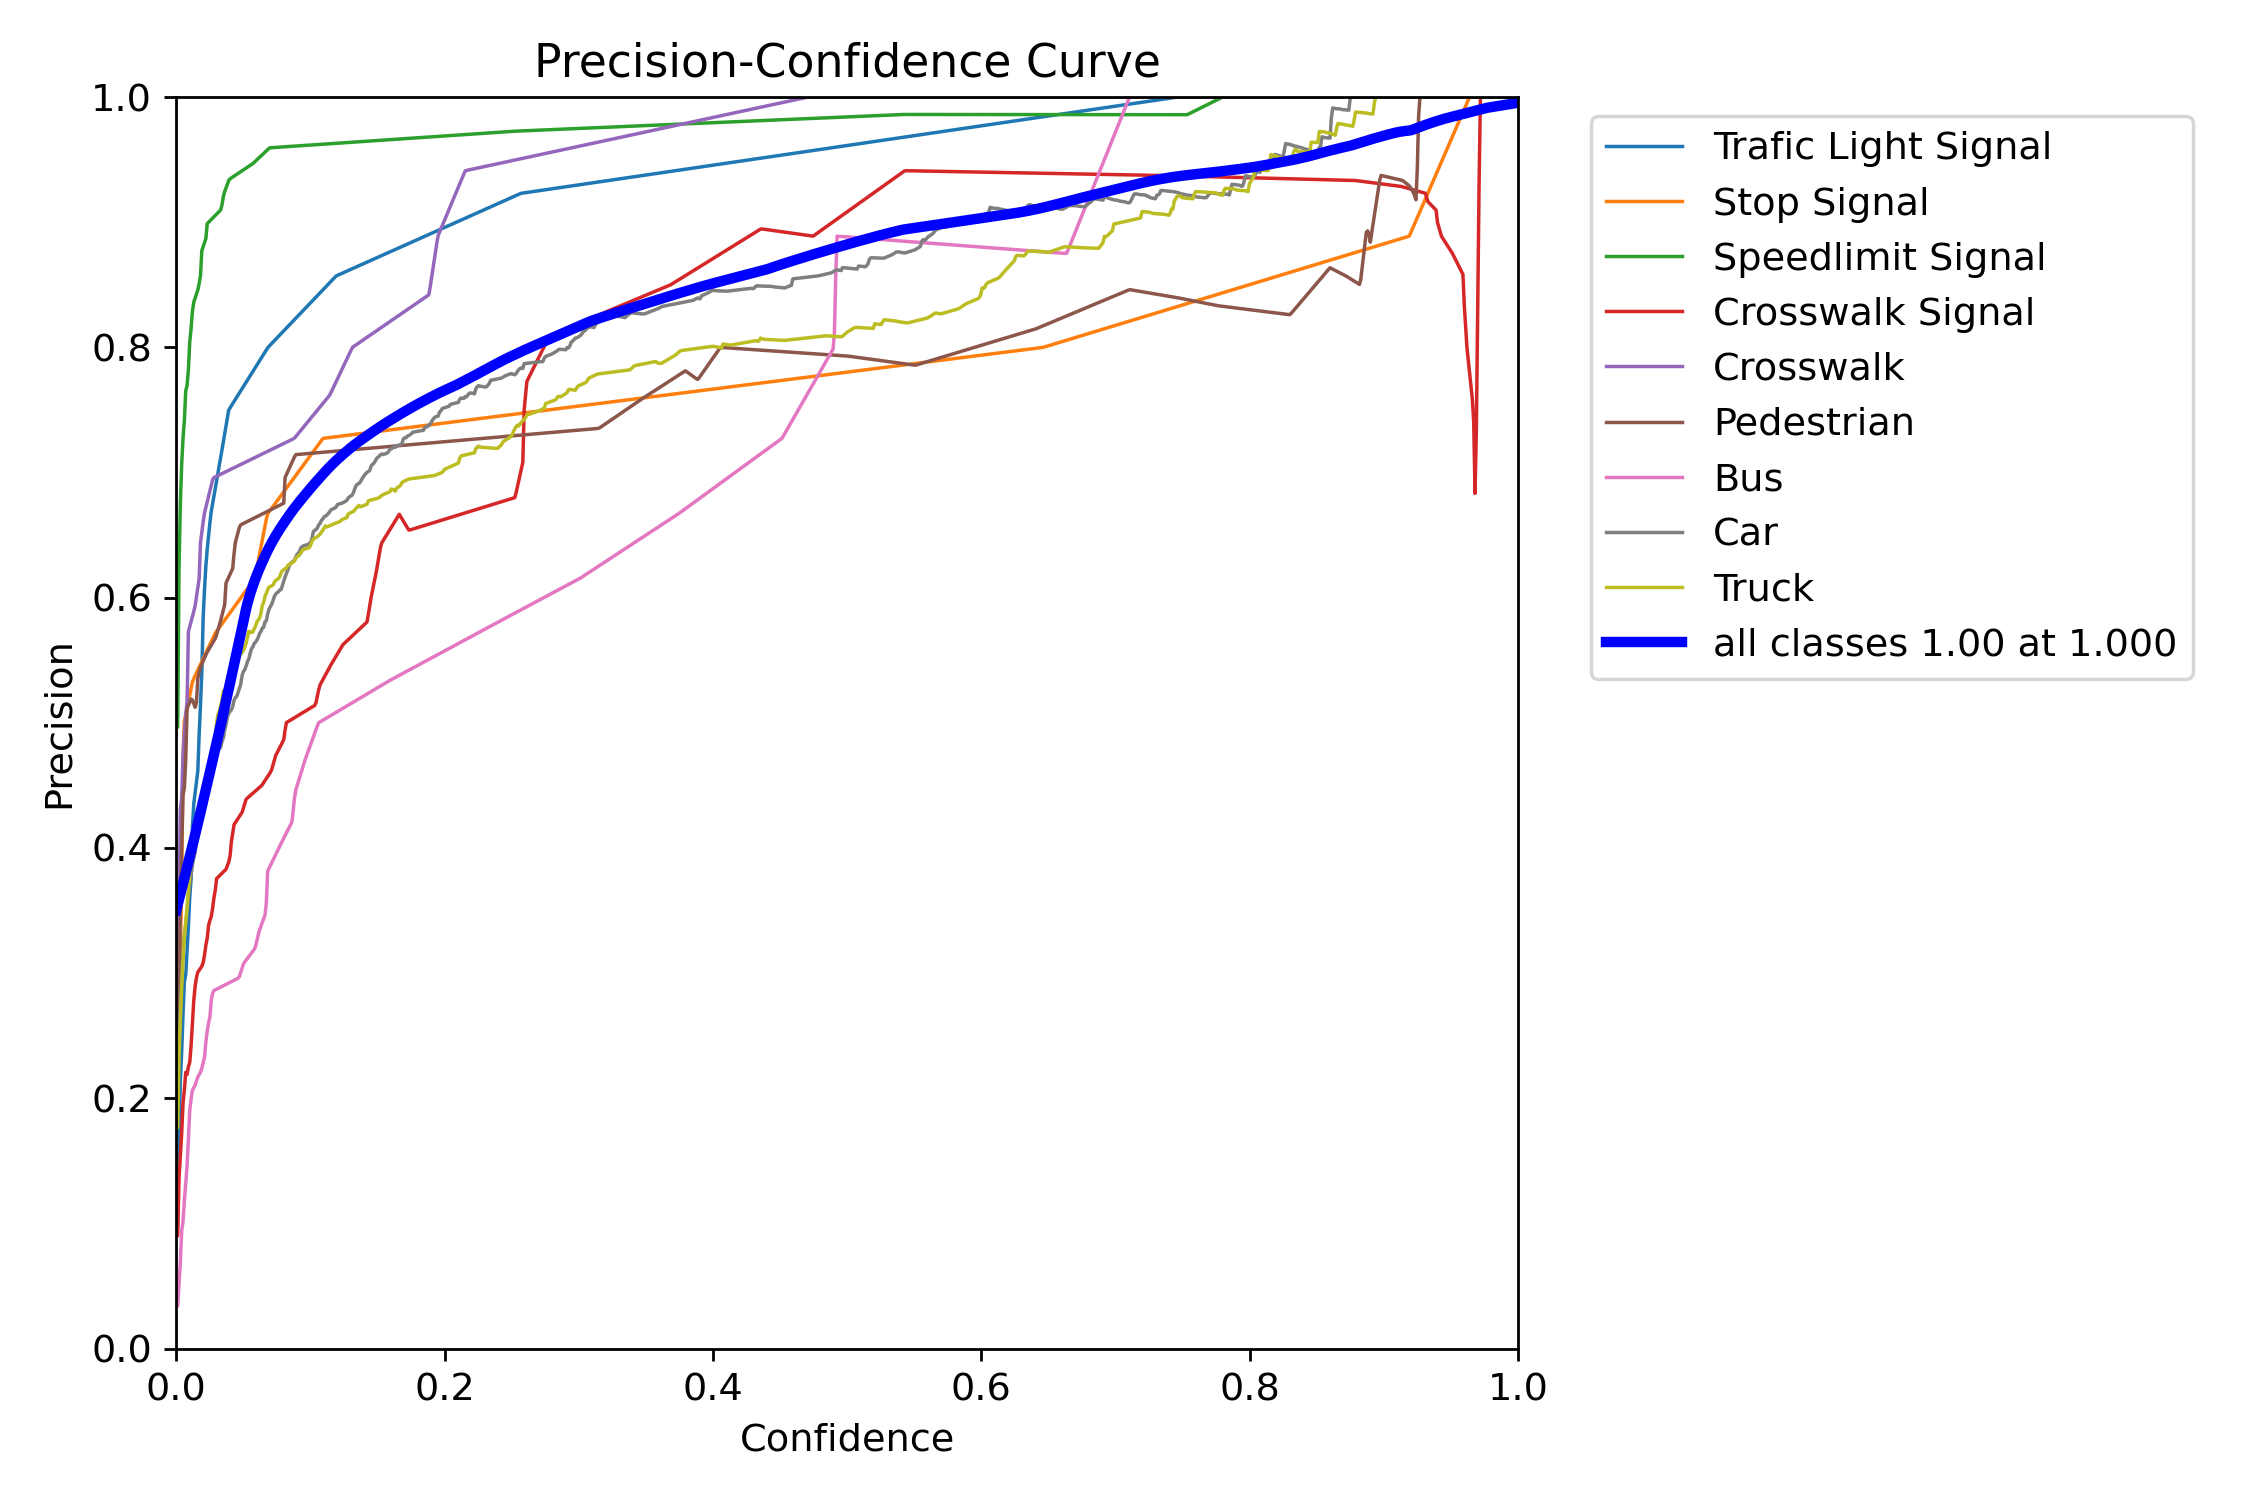 Precision-Confidence Curve
1.0
0.8
0.6
0.4
0.2
0.0
Precision
0.0 0.2 0.4 0.6 0.8 1.0
Confidence
Trafic Light Signal
Stop Signal
Speedlimit Signal
Crosswalk Signal
Crosswalk
Pedestrian
Bus
Car
Truck
all classes 1.00 at 1.000